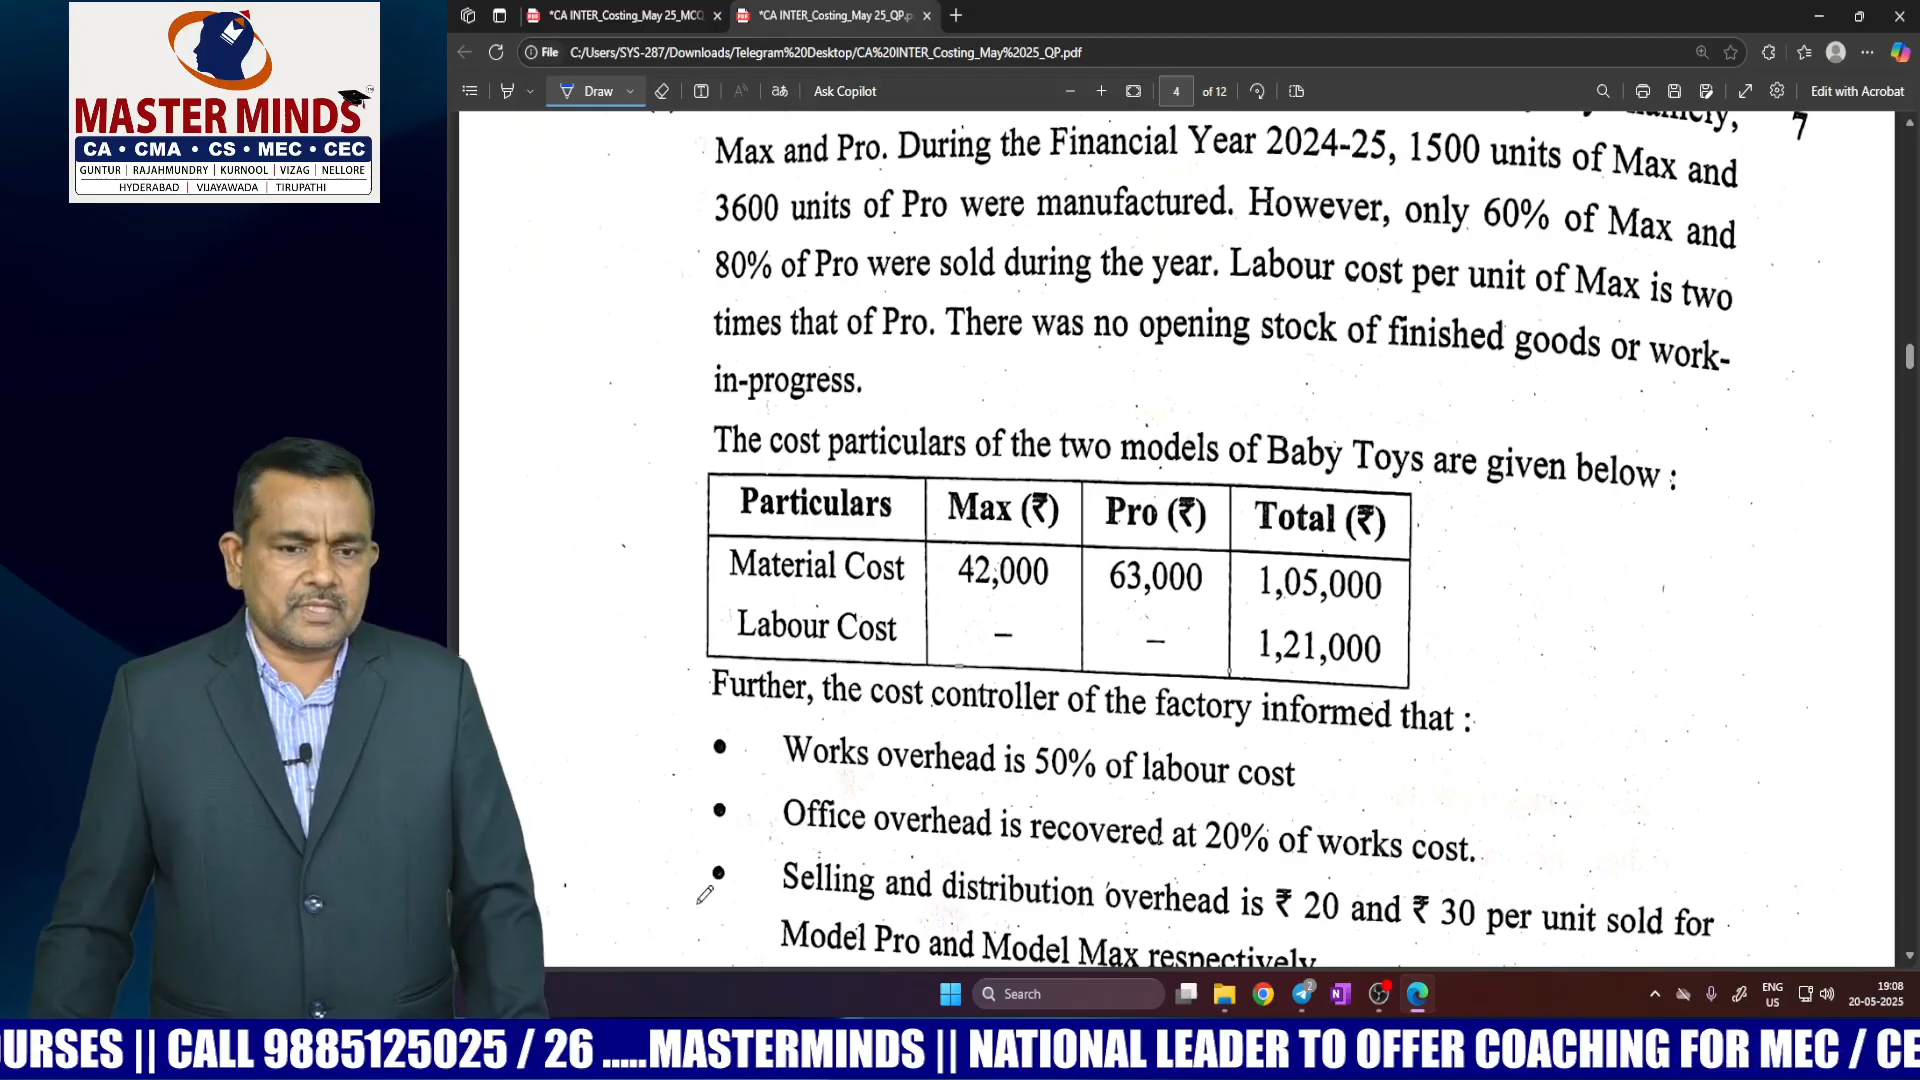 MASTER MINDS
CA • CMA • CS • MEC • CEC
GUNTUR | RAJAHMUNDRY | KURNOOL | VIZAG | NELLORE
HYDERABAD | VIJAYAWADA | TIRUPATHI
*CA INTER_Costing_May 25_MCQ
*CA INTER_Costing_May 25_QP.p
File C:/Users/SYS-287/Downloads/Telegram%20Desktop/CA%20INTER_Costing_May%2025_QP.pdf
Draw
Ask Copilot
4 of 12
Edit with Acrobat
namely, 7
Max and Pro. During the Financial Year 2024-25, 1500 units of Max and
3600 units of Pro were manufactured. However, only 60% of Max and
80% of Pro were sold during the year. Labour cost per unit of Max is two
times that of Pro. There was no opening stock of finished goods or work-
in-progress.
The cost particulars of the two models of Baby Toys are given below :
Particulars Max (₹) Pro (₹) Total (₹)
Material Cost 42,000 63,000 1,05,000
Labour Cost – – 1,21,000
Further, the cost controller of the factory informed that :
• Works overhead is 50% of labour cost
• Office overhead is recovered at 20% of works cost.
• Selling and distribution overhead is ₹ 20 and ₹ 30 per unit sold for
Model Pro and Model Max respectively
Search
ENG
US
19:08
20-05-2025
OURSES || CALL 9885125025 / 26 .....MASTERMINDS || NATIONAL LEADER TO OFFER COACHING FOR MEC / CE